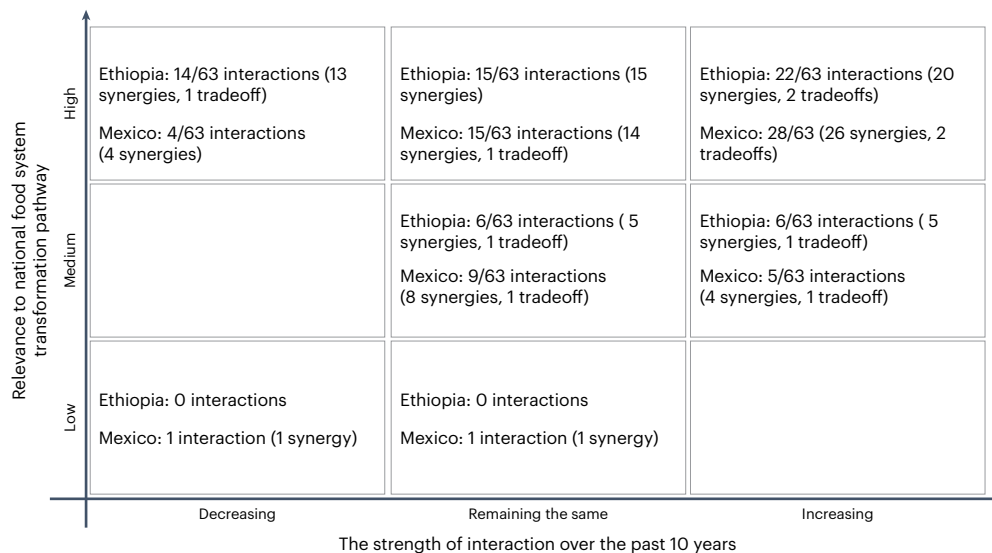 Relevance to national food system
transformation pathway
High
Ethiopia: 14/63 interactions (13
synergies, 1 tradeoff)
Mexico: 4/63 interactions
(4 synergies)
Ethiopia: 15/63 interactions (15
synergies)
Mexico: 15/63 interactions (14
synergies, 1 tradeoff)
Ethiopia: 22/63 interactions (20
synergies, 2 tradeoffs)
Mexico: 28/63 (26 synergies, 2
tradeoffs)
Medium
Ethiopia: 6/63 interactions ( 5
synergies, 1 tradeoff)
Mexico: 9/63 interactions
(8 synergies, 1 tradeoff)
Ethiopia: 6/63 interactions ( 5
synergies, 1 tradeoff)
Mexico: 5/63 interactions
(4 synergies, 1 tradeoff)
Low
Ethiopia: 0 interactions
Mexico: 1 interaction (1 synergy)
Ethiopia: 0 interactions
Mexico: 1 interaction (1 synergy)
Decreasing
Remaining the same
Increasing
The strength of interaction over the past 10 years